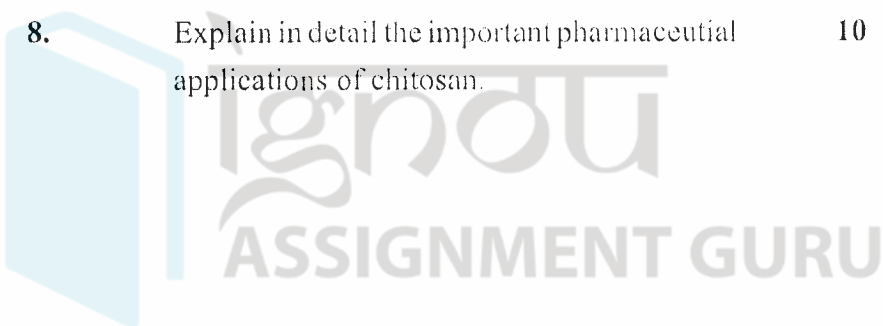 8. Explain in detail the important pharmaceutial 10
applications of chitosan.
ignou
ASSIGNMENT GURU